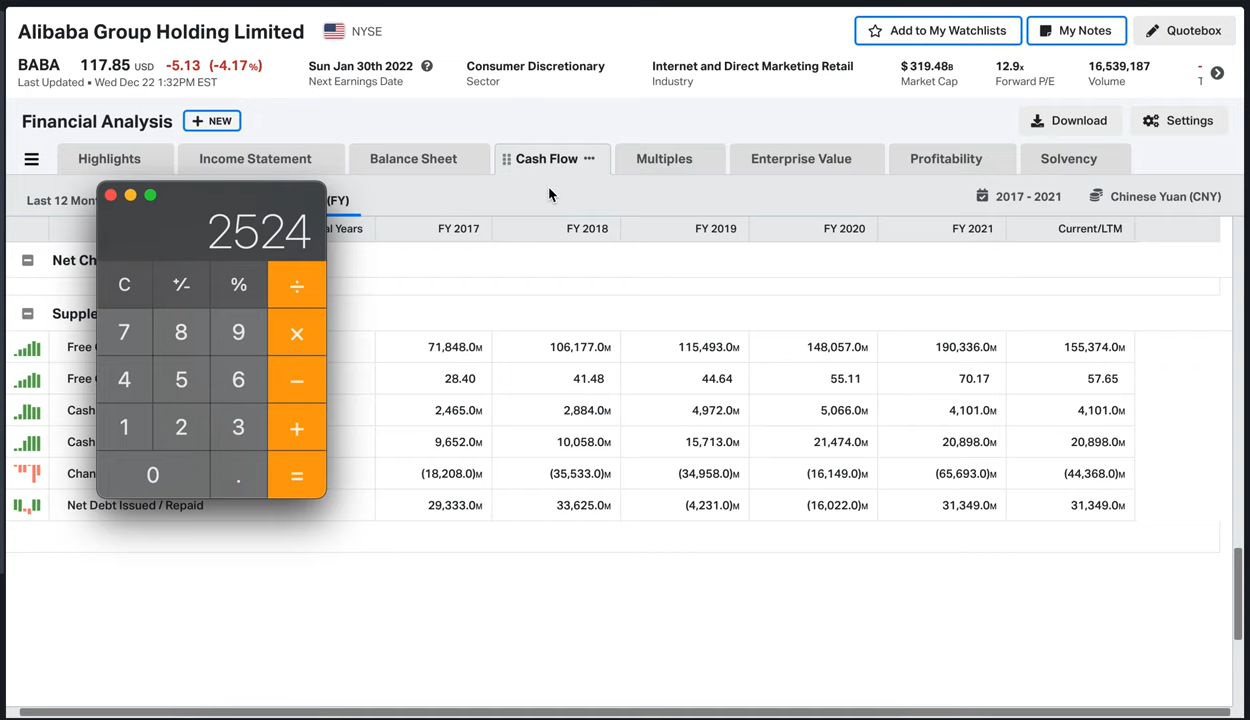 Alibaba Group Holding Limited NYSE Add to My Watchlists My Notes Quotebox
BABA 117.85 USD -5.13 (-4.17%) Sun Jan 30th 2022 Consumer Discretionary Internet and Direct Marketing Retail $319.48B 12.9x 16,539,187
Last Updated • Wed Dec 22 1:32PM EST Next Earnings Date Sector Industry Market Cap Forward P/E Volume
Financial Analysis + NEW Download Settings
Highlights Income Statement Balance Sheet Cash Flow ••• Multiples Enterprise Value Profitability Solvency
Last 12 Mon (FY) 2017 - 2021 Chinese Yuan (CNY)
al Years FY 2017 FY 2018 FY 2019 FY 2020 FY 2021 Current/LTM
Net Ch
Supple
Free 71,848.0M 106,177.0M 115,493.0M 148,057.0M 190,336.0M 155,374.0M
Free 28.40 41.48 44.64 55.11 70.17 57.65
Cash 2,465.0M 2,884.0M 4,972.0M 5,066.0M 4,101.0M 4,101.0M
Cash 9,652.0M 10,058.0M 15,713.0M 21,474.0M 20,898.0M 20,898.0M
Chan (18,208.0)M (35,533.0)M (34,958.0)M (16,149.0)M (65,693.0)M (44,368.0)M
Net Debt Issued / Repaid 29,333.0M 33,625.0M (4,231.0)M (16,022.0)M 31,349.0M 31,349.0M
2524
C +/- % ÷
7 8 9 ×
4 5 6 −
1 2 3 +
0 . =